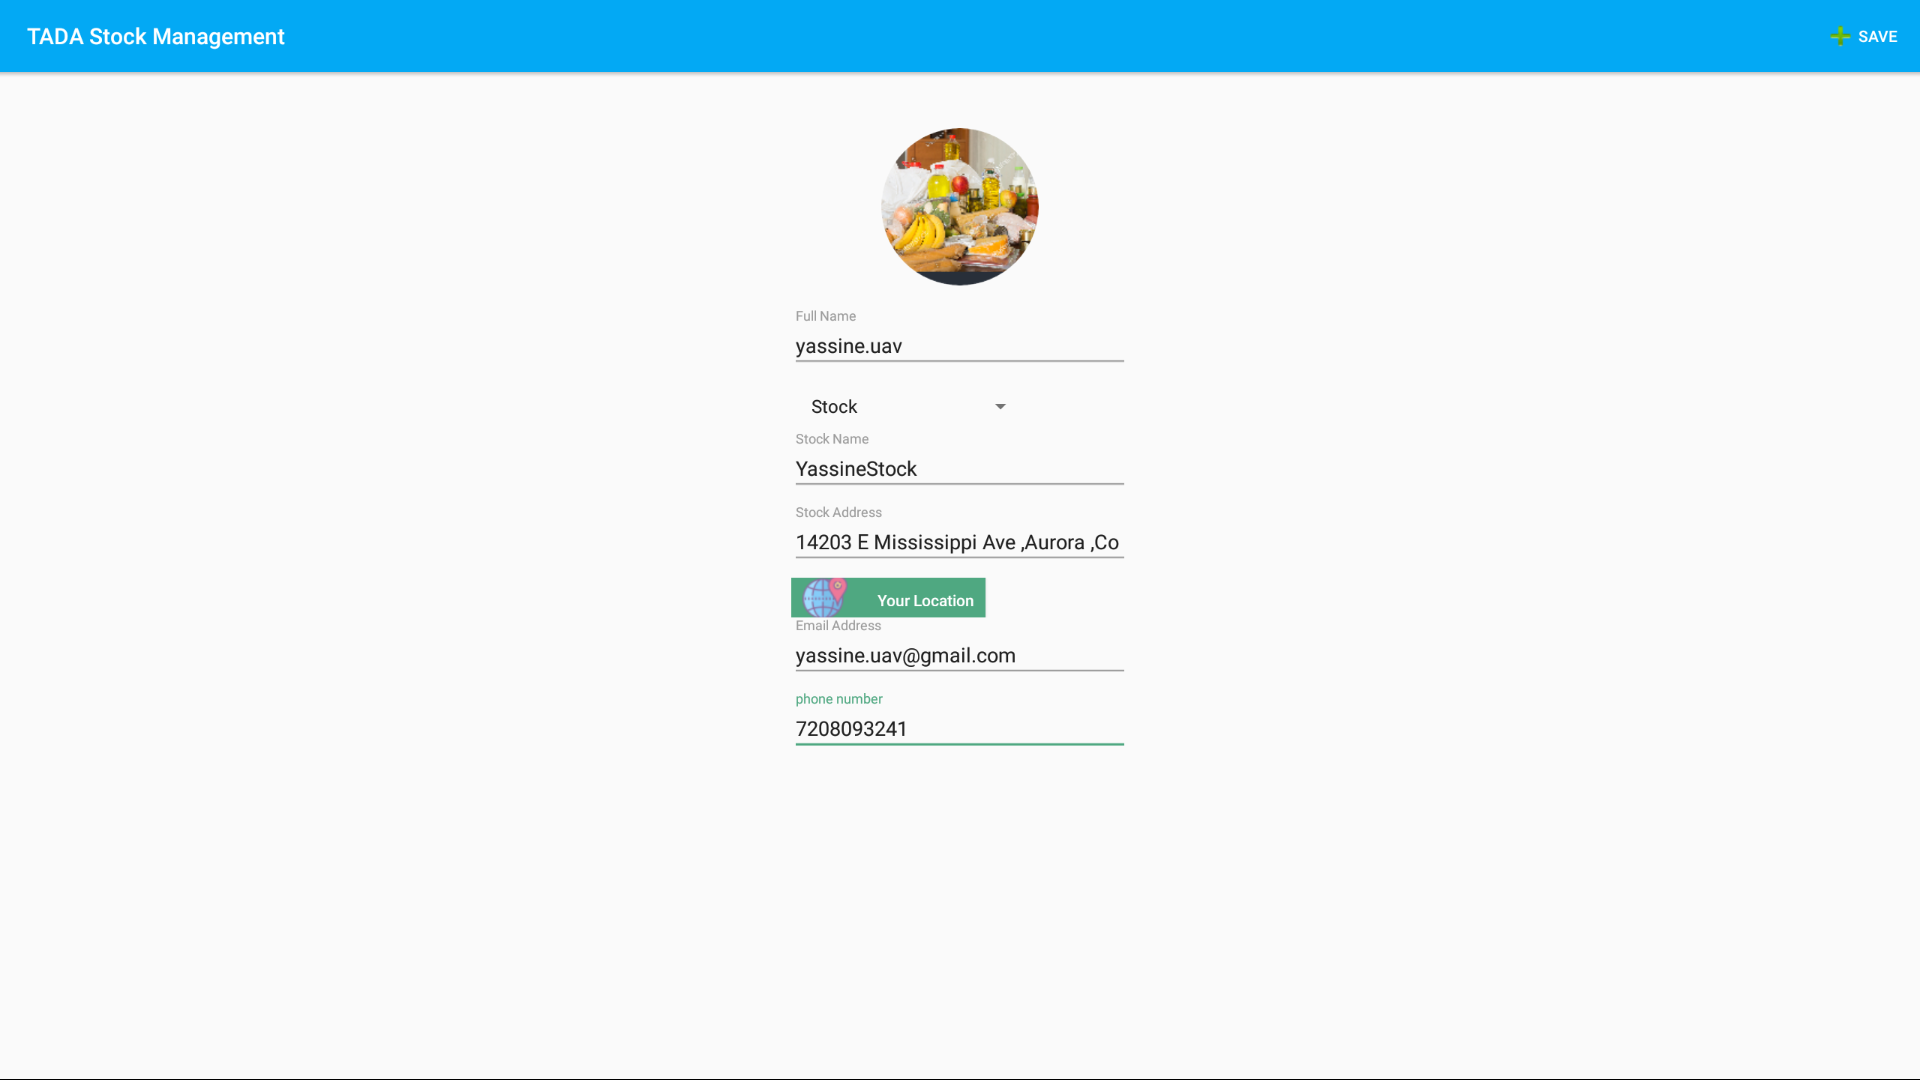 TADA Stock Management
SAVE
Full Name
yassine.uav
Stock
Stock Name
YassineStock
Stock Address
14203 E Mississippi Ave ,Aurora ,Co
Your Location
Email Address
yassine.uav@gmail.com
phone number
7208093241